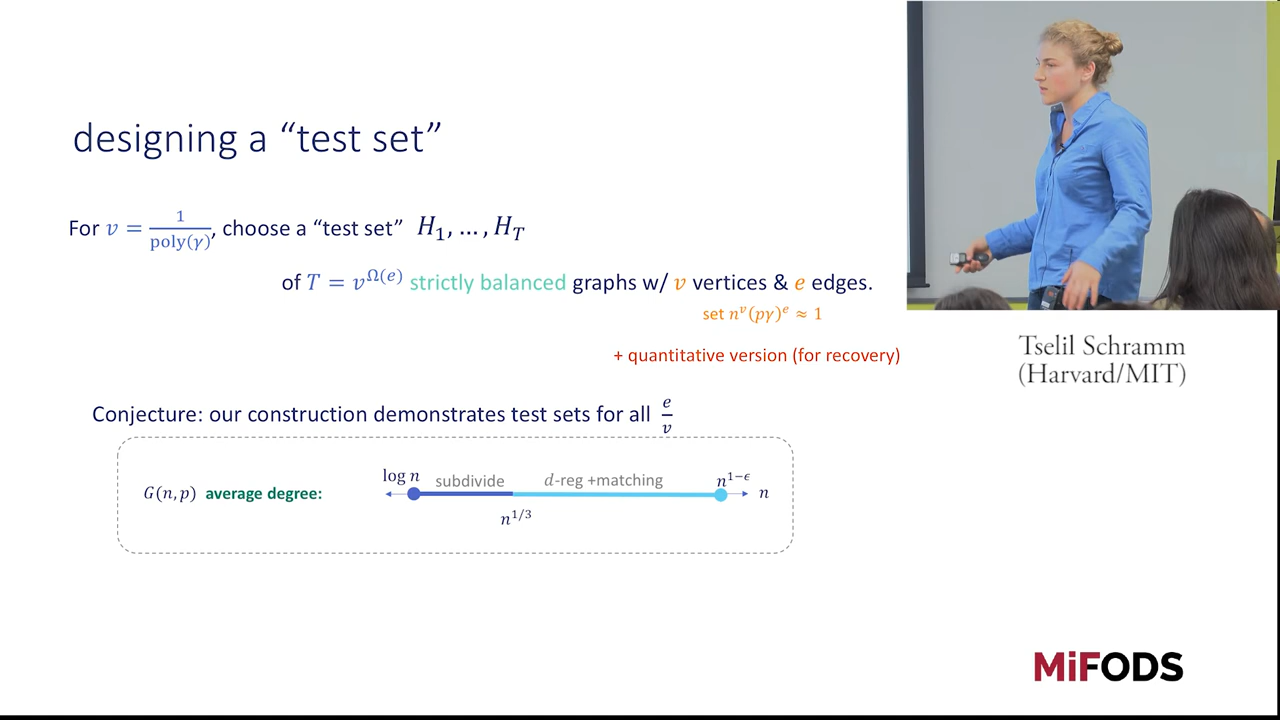 designing a “test set”
For v = 1/poly(γ), choose a “test set” H₁, … , H_T
of T = v^Ω(e) strictly balanced graphs w/ v vertices & e edges.
set n^v(pγ)^e ≈ 1
+ quantitative version (for recovery)
Tselil Schramm
(Harvard/MIT)
Conjecture: our construction demonstrates test sets for all e/v
log n subdivide d-reg +matching n^1−ϵ
G(n, p) average degree: n
n^1/3
MiFODS